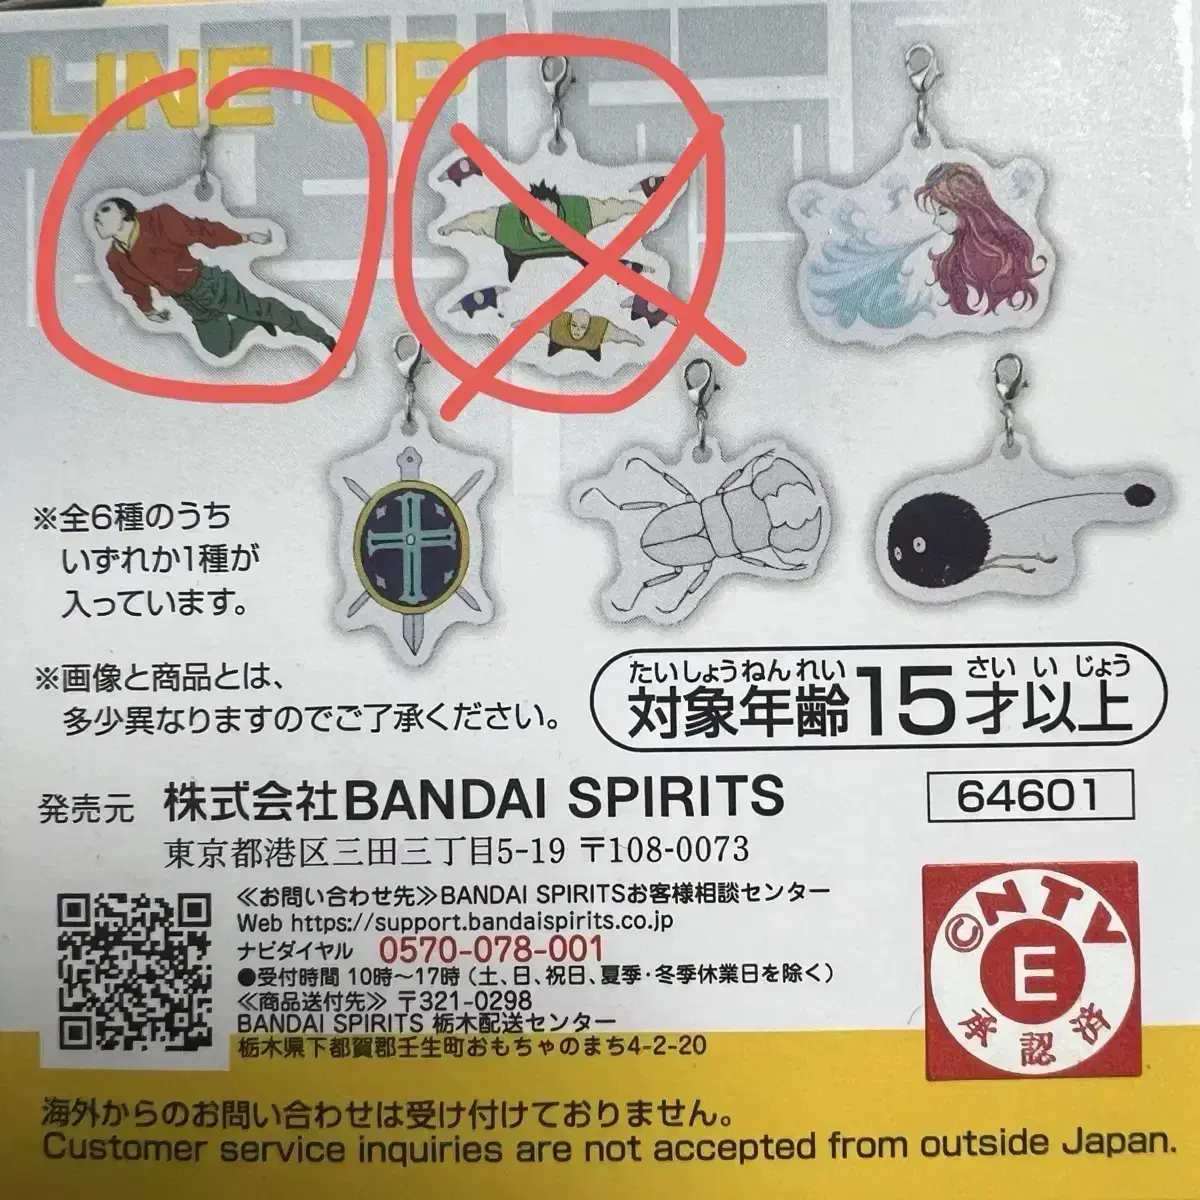 LINE UP
※全6種のうち
いずれか1種が
入っています。
※画像と商品とは、
多少異なりますのでご了承ください。
たいしょうねんれい さい いじょう
対象年齢15才以上
発売元 株式会社BANDAI SPIRITS
64601
東京都港区三田三丁目5-19 〒108-0073
≪お問い合わせ先≫BANDAI SPIRITSお客様相談センター
Web https://support.bandaispirits.co.jp
ナビダイヤル 0570-078-001
●受付時間 10時～17時（土、日、祝日、夏季・冬季休業日を除く）
≪商品送付先≫ 〒321-0298
BANDAI SPIRITS 栃木配送センター
栃木県下都賀郡壬生町おもちゃのまち4-2-20
©NTV
E
承認済
海外からのお問い合わせは受け付けておりません。
Customer service inquiries are not accepted from outside Japan.